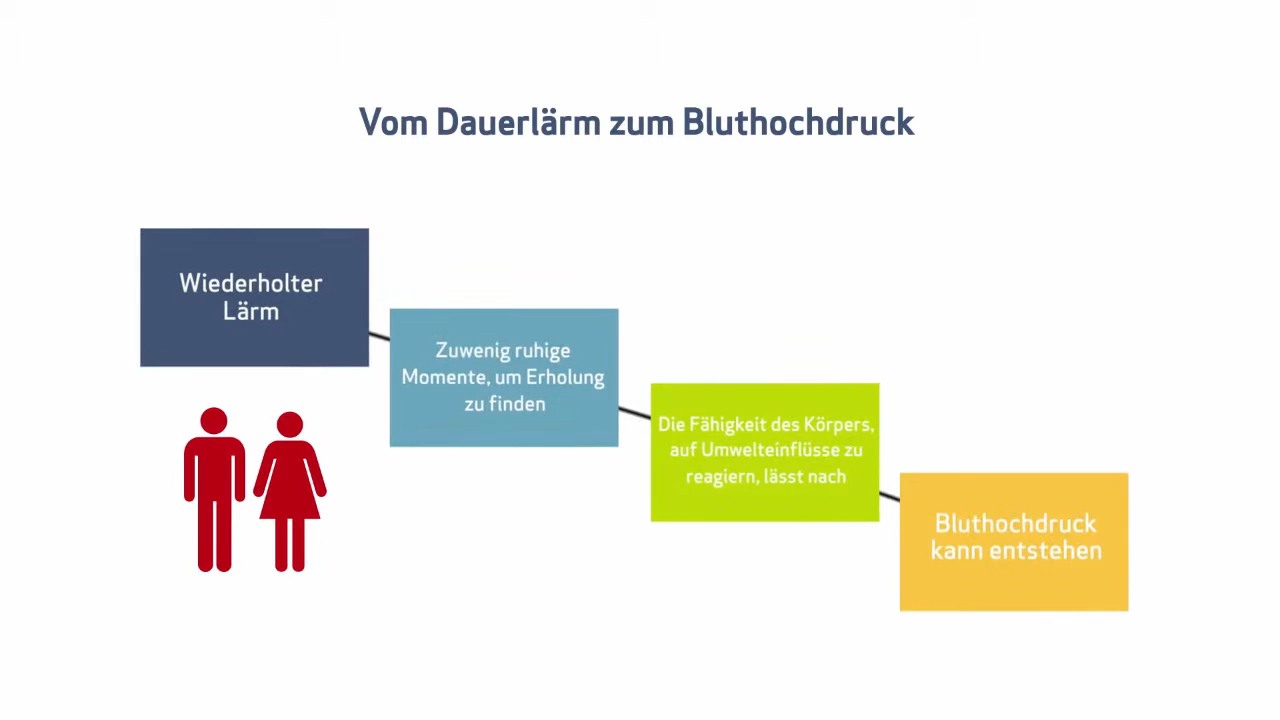 Vom Dauerlärm zum Bluthochdruck
Wiederholter
Lärm
Zuwenig ruhige
Momente, um Erholung
zu finden
Die Fähigkeit des Körpers,
auf Umwelteinflüsse zu
reagiern, lässt nach
Bluthochdruck
kann entstehen